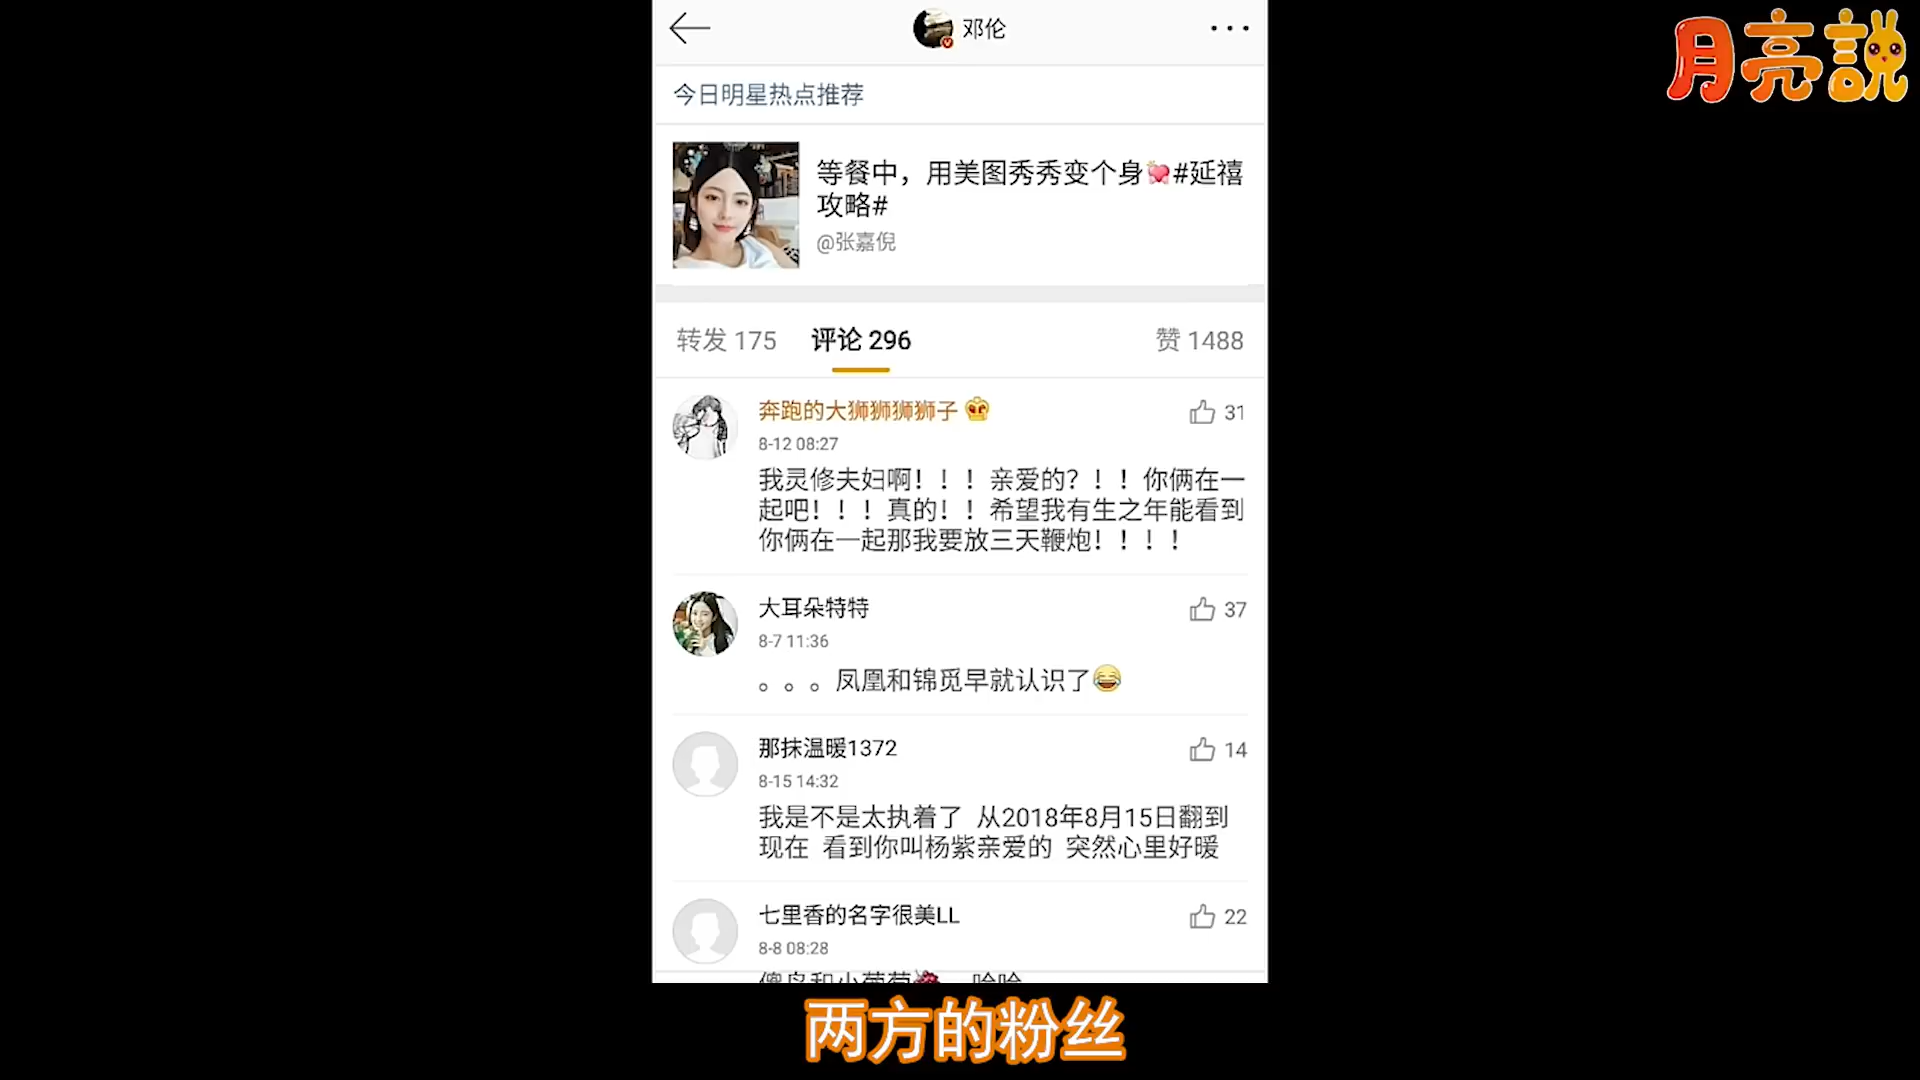 邓伦
月亮説
今日明星热点推荐
等餐中，用美图秀秀变个身💘#延禧
攻略#
@张嘉倪
转发 175 评论 296 赞 1488
奔跑的大狮狮狮狮子 31
8-12 08:27
我灵修夫妇啊！！！亲爱的？！！你俩在一
起吧！！！真的！！希望我有生之年能看到
你俩在一起那我要放三天鞭炮！！！！
大耳朵特特 37
8-7 11:36
。。。凤凰和锦觅早就认识了😂
那抹温暖1372 14
8-15 14:32
我是不是太执着了 从2018年8月15日翻到
现在 看到你叫杨紫亲爱的 突然心里好暖
七里香的名字很美LL 22
8-8 08:28
两方的粉丝